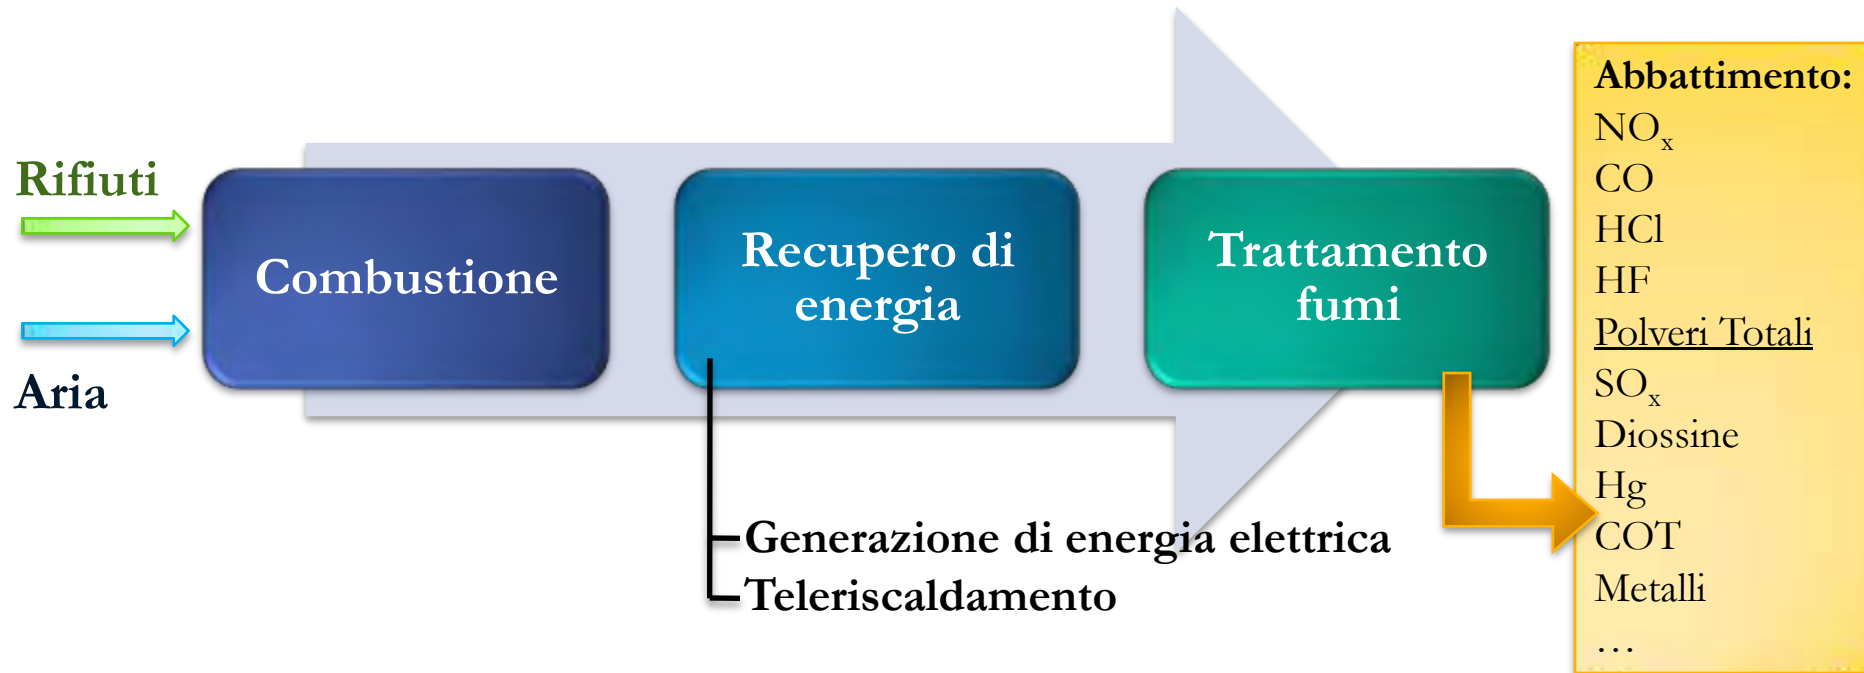 Rifiuti
Aria
Combustione
Recupero di
energia
Trattamento
fumi
Generazione di energia elettrica
Teleriscaldamento
Abbattimento:
NOx
CO
HCl
HF
Polveri Totali
SOx
Diossine
Hg
COT
Metalli
…